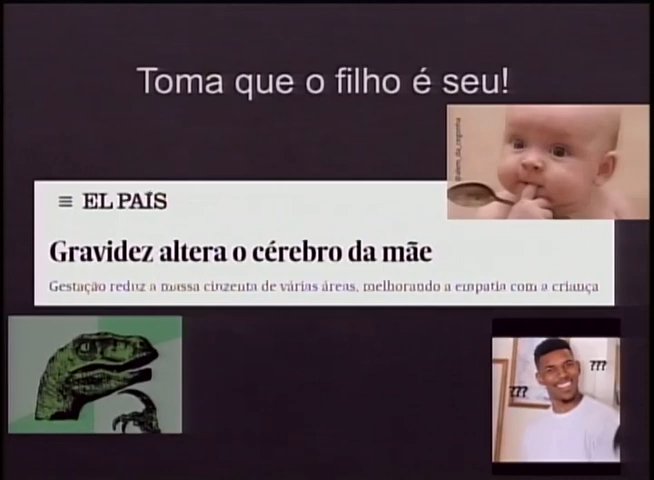 Toma que o filho é seu!
EL PAÍS
Gravidez altera o cérebro da mãe
Gestação reduz a massa cinzenta de várias áreas, melhorando a empatia com a criança
???
???